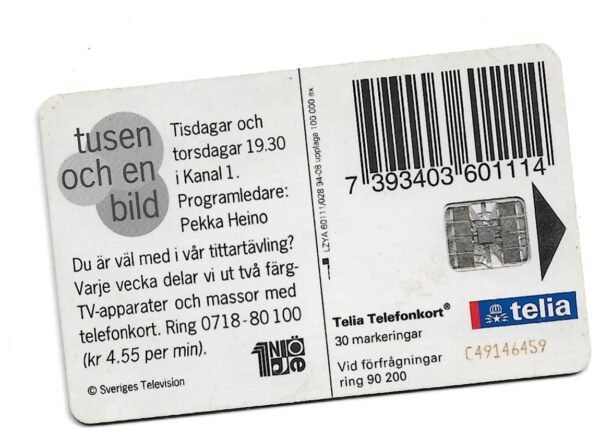 tusen
och en
bild
Tisdagar och
torsdagar 19.30
i Kanal 1.
Programledare:
Pekka Heino
Du är väl med i vår tittartävling?
Varje vecka delar vi ut två färg-
TV-apparater och massor med
telefonkort. Ring 0718-80 100
(kr 4.55 per min).
© Sveriges Television
LZYA 60111/028 94-08 upplaga 100 000 ex
7 393403 601114
Telia Telefonkort®
30 markeringar
Vid förfrågningar
ring 90 200
telia
C49146459